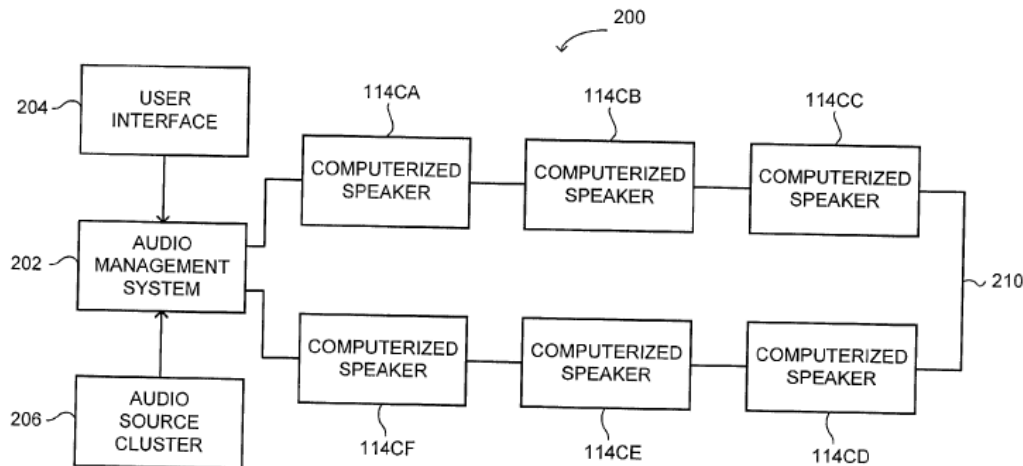 200
204
USER
INTERFACE
114CA
114CB
114CC
COMPUTERIZED
SPEAKER
COMPUTERIZED
SPEAKER
COMPUTERIZED
SPEAKER
202
AUDIO
MANAGEMENT
SYSTEM
210
COMPUTERIZED
SPEAKER
COMPUTERIZED
SPEAKER
COMPUTERIZED
SPEAKER
206
AUDIO
SOURCE
CLUSTER
114CF
114CE
114CD